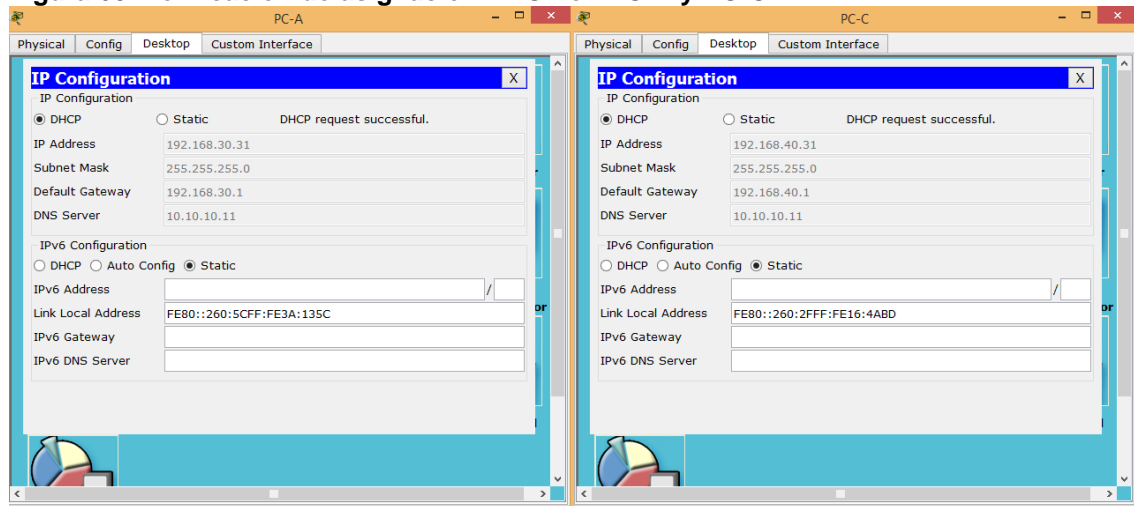 PC-A
Physical Config Desktop Custom Interface
IP Configuration X
IP Configuration
DHCP Static DHCP request successful.
IP Address 192.168.30.31
Subnet Mask 255.255.255.0
Default Gateway 192.168.30.1
DNS Server 10.10.10.11
IPv6 Configuration
DHCP Auto Config Static
IPv6 Address /
Link Local Address FE80::260:5CFF:FE3A:135C
IPv6 Gateway
IPv6 DNS Server
or
PC-C
Physical Config Desktop Custom Interface
IP Configuration X
IP Configuration
DHCP Static DHCP request successful.
IP Address 192.168.40.31
Subnet Mask 255.255.255.0
Default Gateway 192.168.40.1
DNS Server 10.10.10.11
IPv6 Configuration
DHCP Auto Config Static
IPv6 Address /
Link Local Address FE80::260:2FFF:FE16:4ABD
IPv6 Gateway
IPv6 DNS Server
or